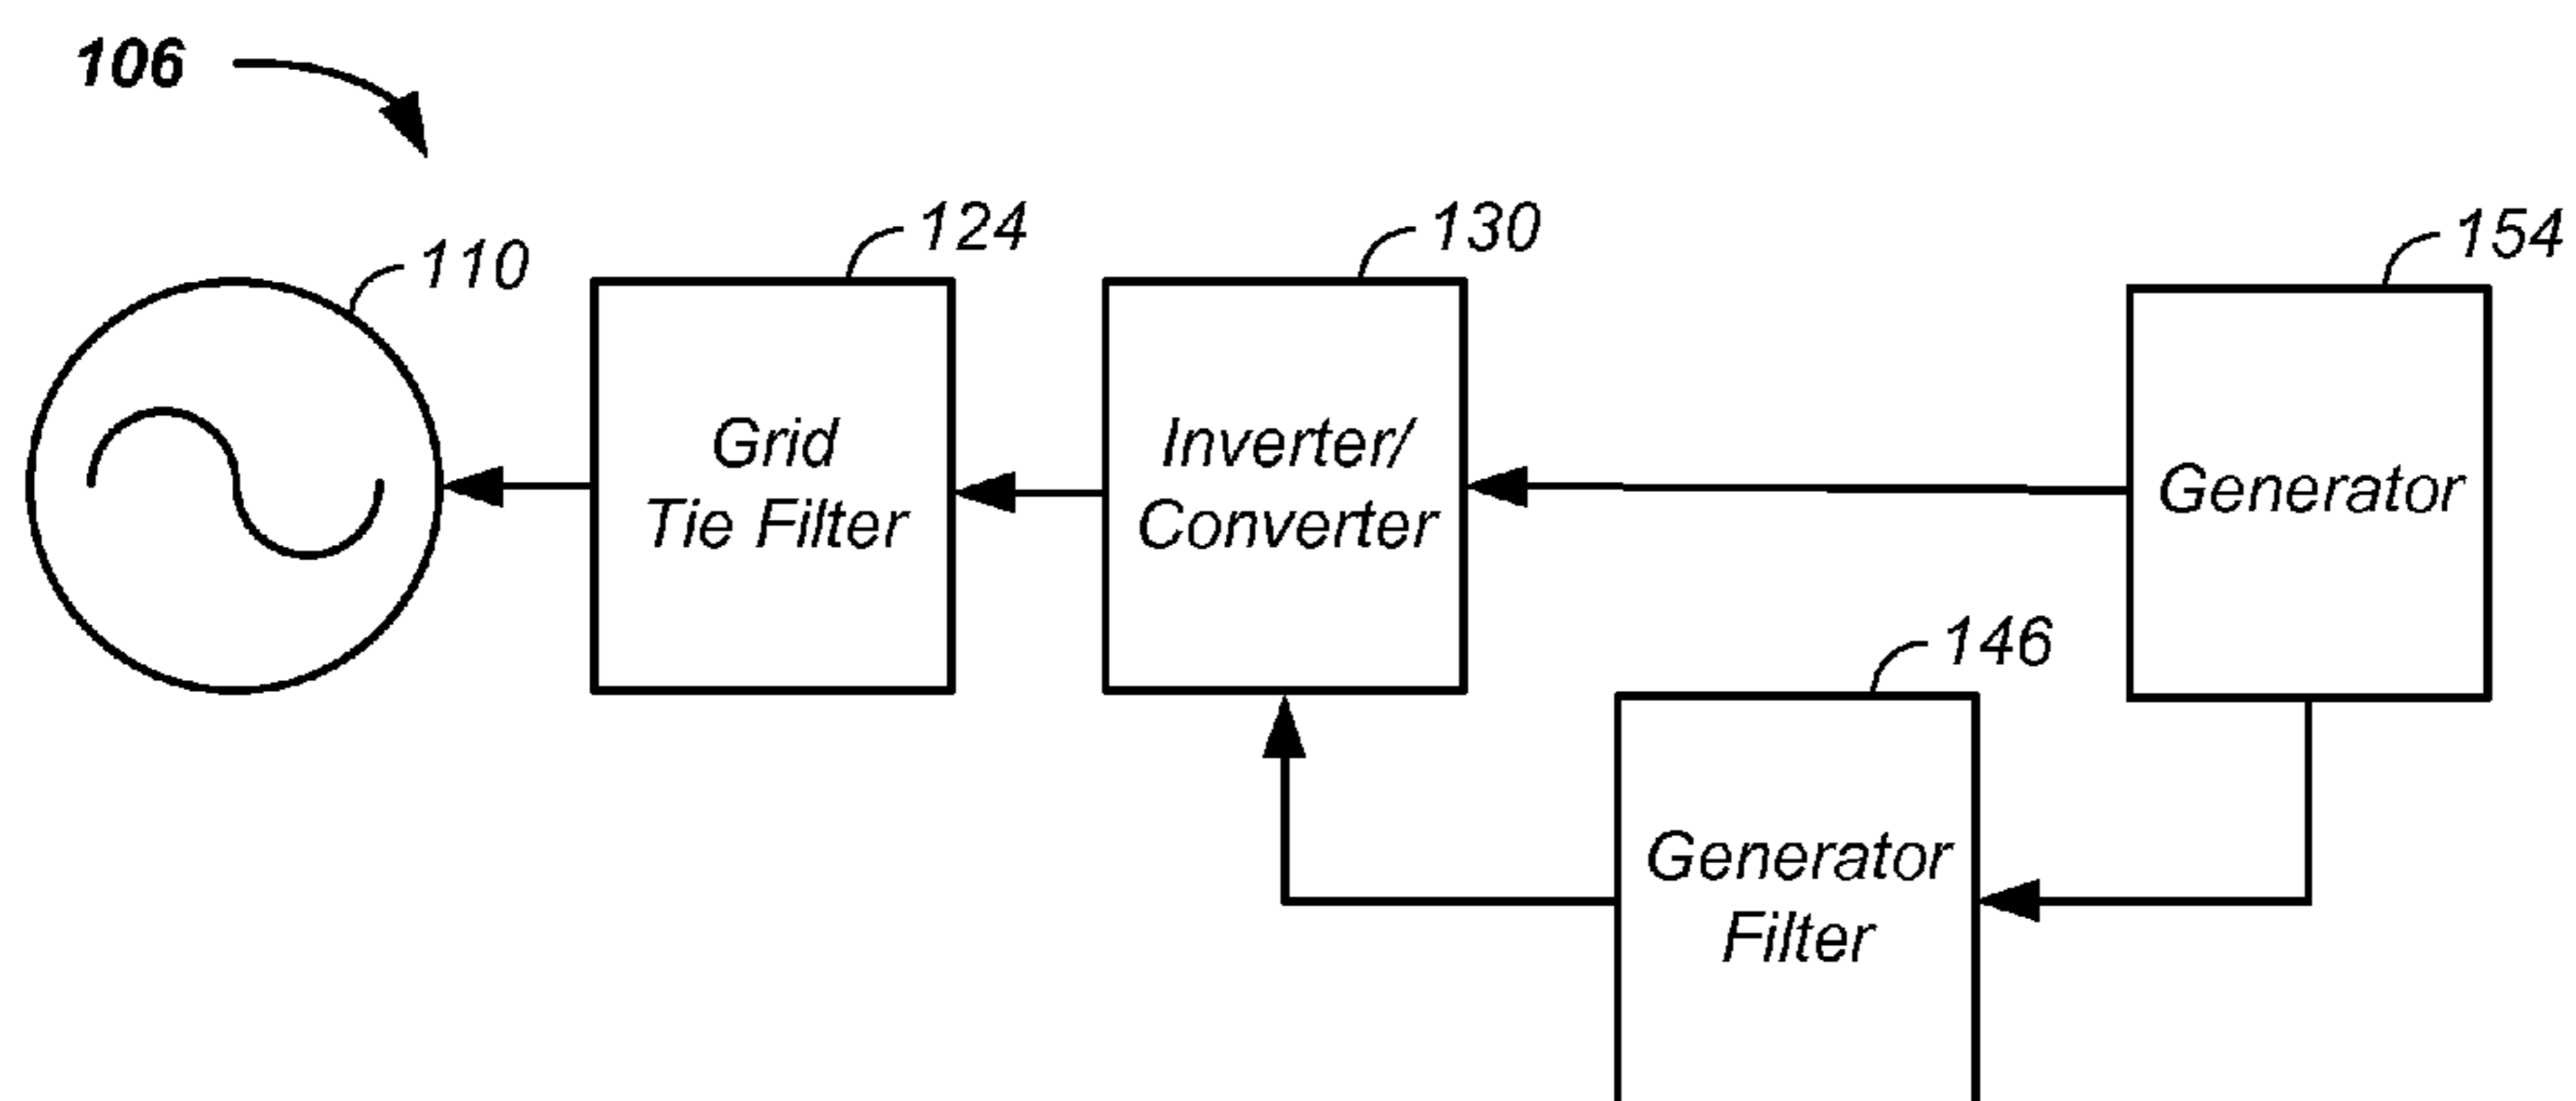 106
110
124
130
154
Grid
Tie Filter
Inverter/
Converter
Generator
146
Generator
Filter